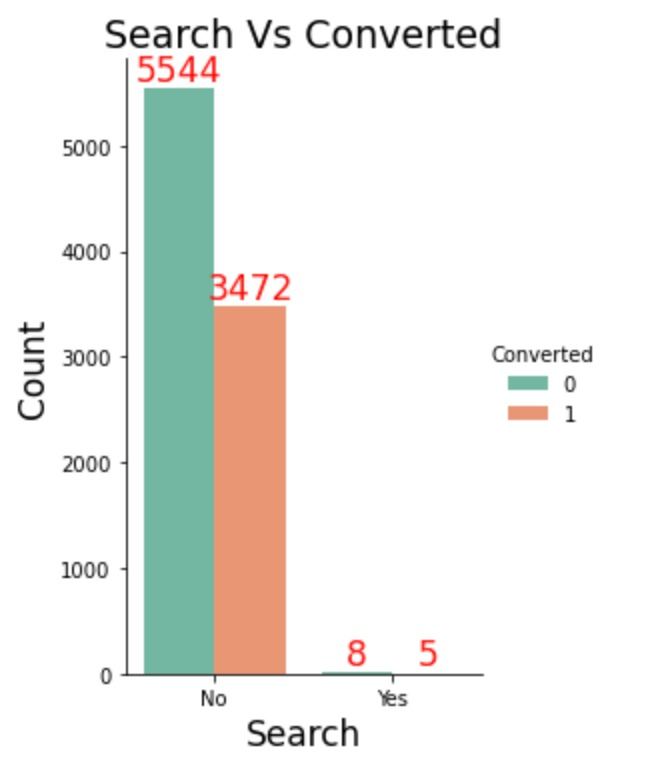 Search Vs Converted
5544
5000
4000
3472
3000
2000
1000
0
8 5
No Yes
Search
Count
Converted
0
1